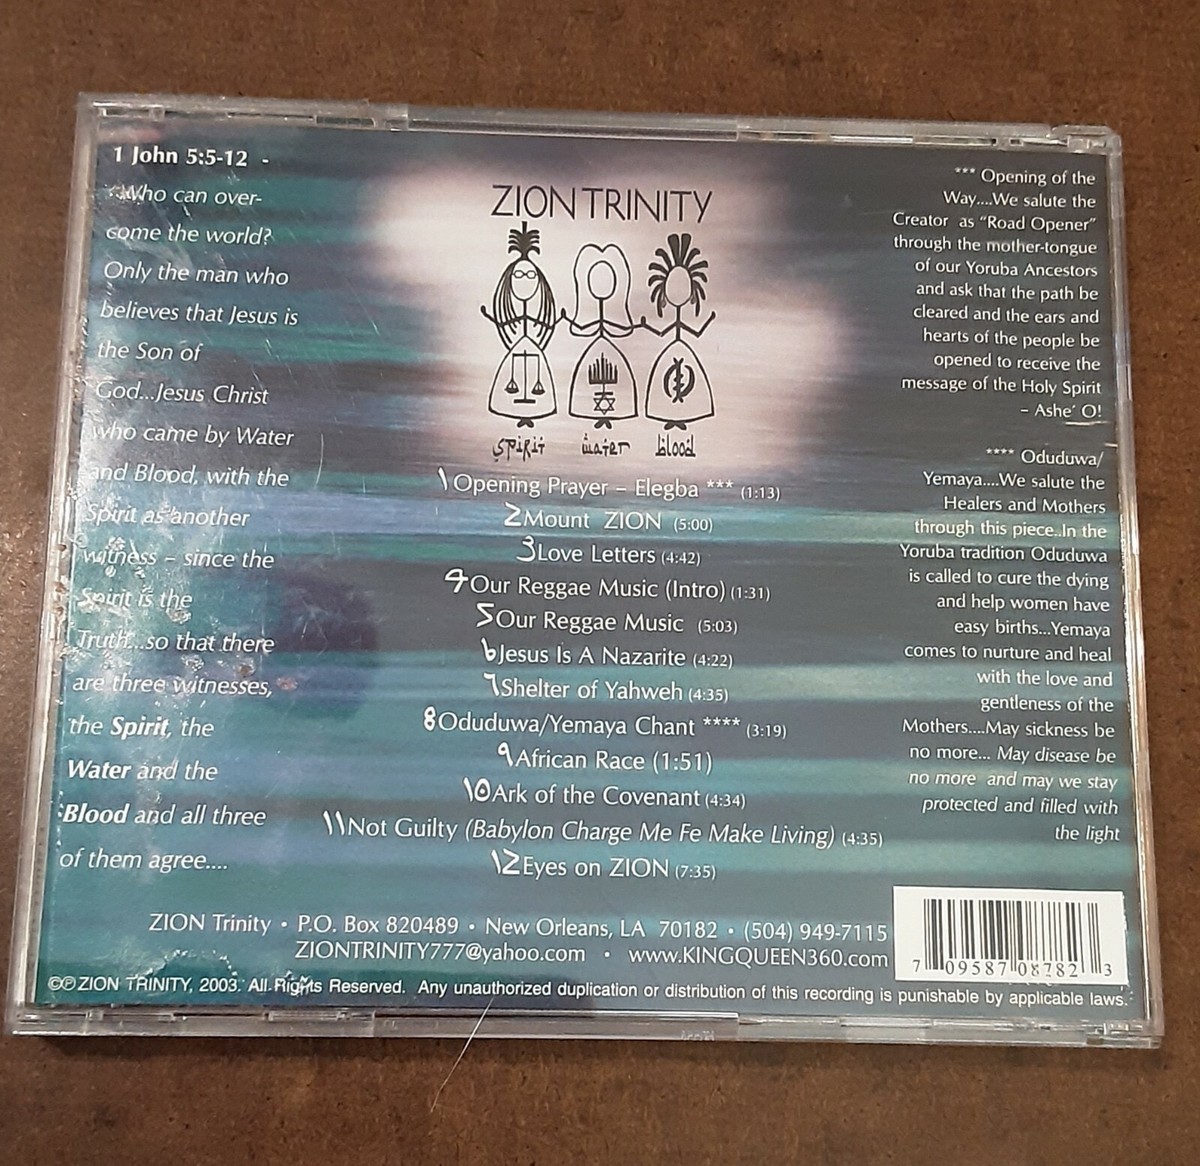 1 John 5:5-12 -
"Who can over-
come the world?
Only the man who
believes that Jesus is
the Son of
God...Jesus Christ
who came by Water
and Blood, with the
Spirit as another
witness – since the
Spirit is the
Truth...so that there
are three witnesses,
the Spirit, the
Water and the
Blood and all three
of them agree....
ZION TRINITY
spirit water blood
1 Opening Prayer – Elegba *** (1:13)
2 Mount ZION (5:00)
3 Love Letters (4:42)
4 Our Reggae Music (Intro) (1:31)
5 Our Reggae Music (5:03)
6 Jesus Is A Nazarite (4:22)
7 Shelter of Yahweh (4:35)
8 Oduduwa/Yemaya Chant **** (3:19)
9 African Race (1:51)
10 Ark of the Covenant (4:34)
11 Not Guilty (Babylon Charge Me Fe Make Living) (4:35)
12 Eyes on ZION (7:35)
*** Opening of the
Way....We salute the
Creator as "Road Opener"
through the mother-tongue
of our Yoruba Ancestors
and ask that the path be
cleared and the ears and
hearts of the people be
opened to receive the
message of the Holy Spirit
– Ashe' O!
**** Oduduwa/
Yemaya....We salute the
Healers and Mothers
through this piece..In the
Yoruba tradition Oduduwa
is called to cure the dying
and help women have
easy births...Yemaya
comes to nurture and heal
with the love and
gentleness of the
Mothers....May sickness be
no more... May disease be
no more and may we stay
protected and filled with
the light
ZION Trinity • P.O. Box 820489 • New Orleans, LA 70182 • (504) 949-7115
ZIONTRINITY777@yahoo.com • www.KINGQUEEN360.com
©℗ZION TRINITY, 2003. All Rights Reserved. Any unauthorized duplication or distribution of this recording is punishable by applicable laws.
7 09587 08782 3